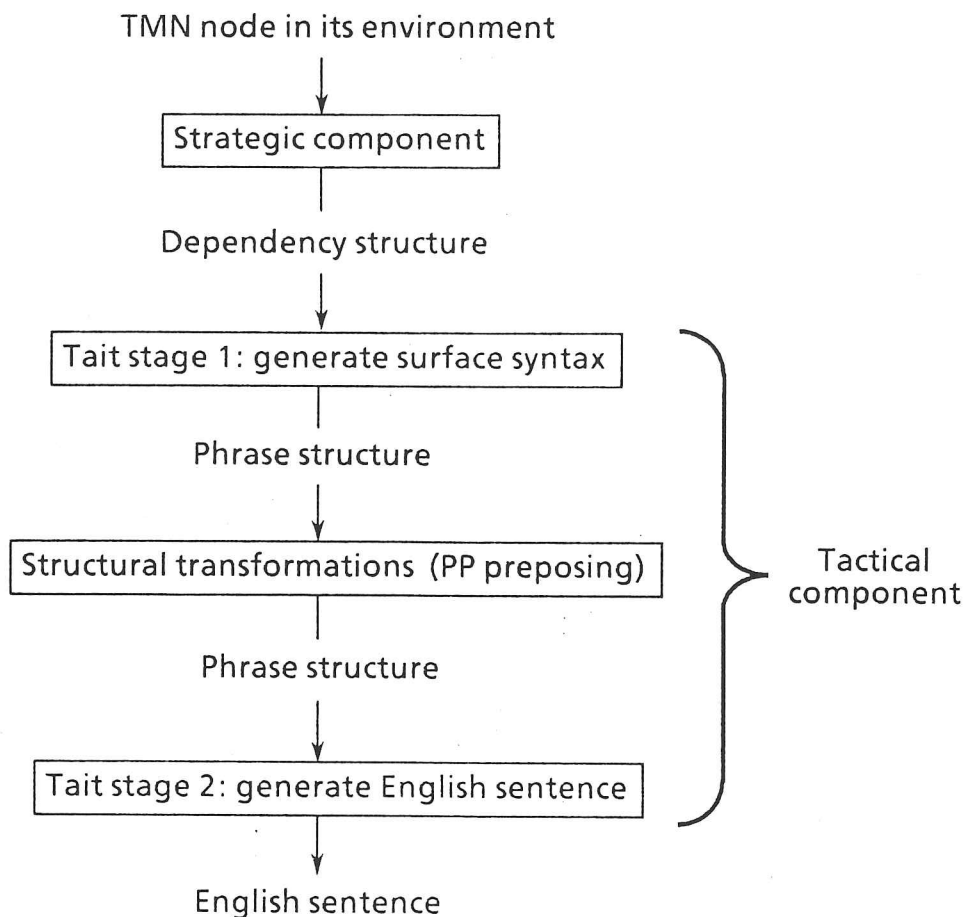 TMN node in its environment
Strategic component
Dependency structure
Tait stage 1: generate surface syntax
Phrase structure
Structural transformations (PP preposing)
Tactical
component
Phrase structure
Tait stage 2: generate English sentence
English sentence